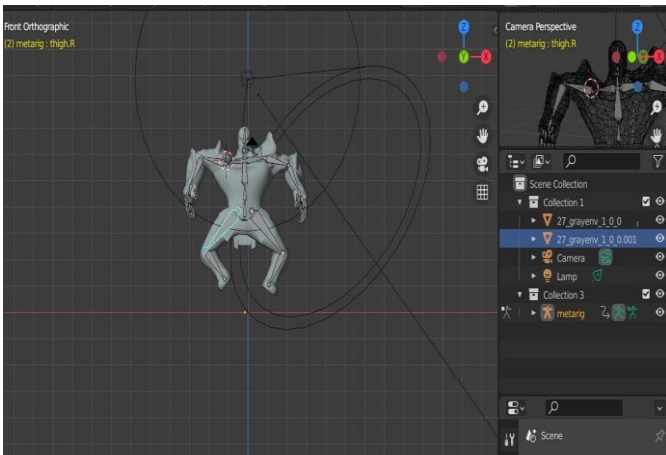 Front Orthographic
(2) metarig : thigh.R
Z
Y
X
Camera Perspective
(2) metarig : thigh.R
Z
X
Scene Collection
Collection 1
27_grayenv_1_0_0
27_grayenv_1_0_0.001
Camera
Lamp
Collection 3
metarig
Scene